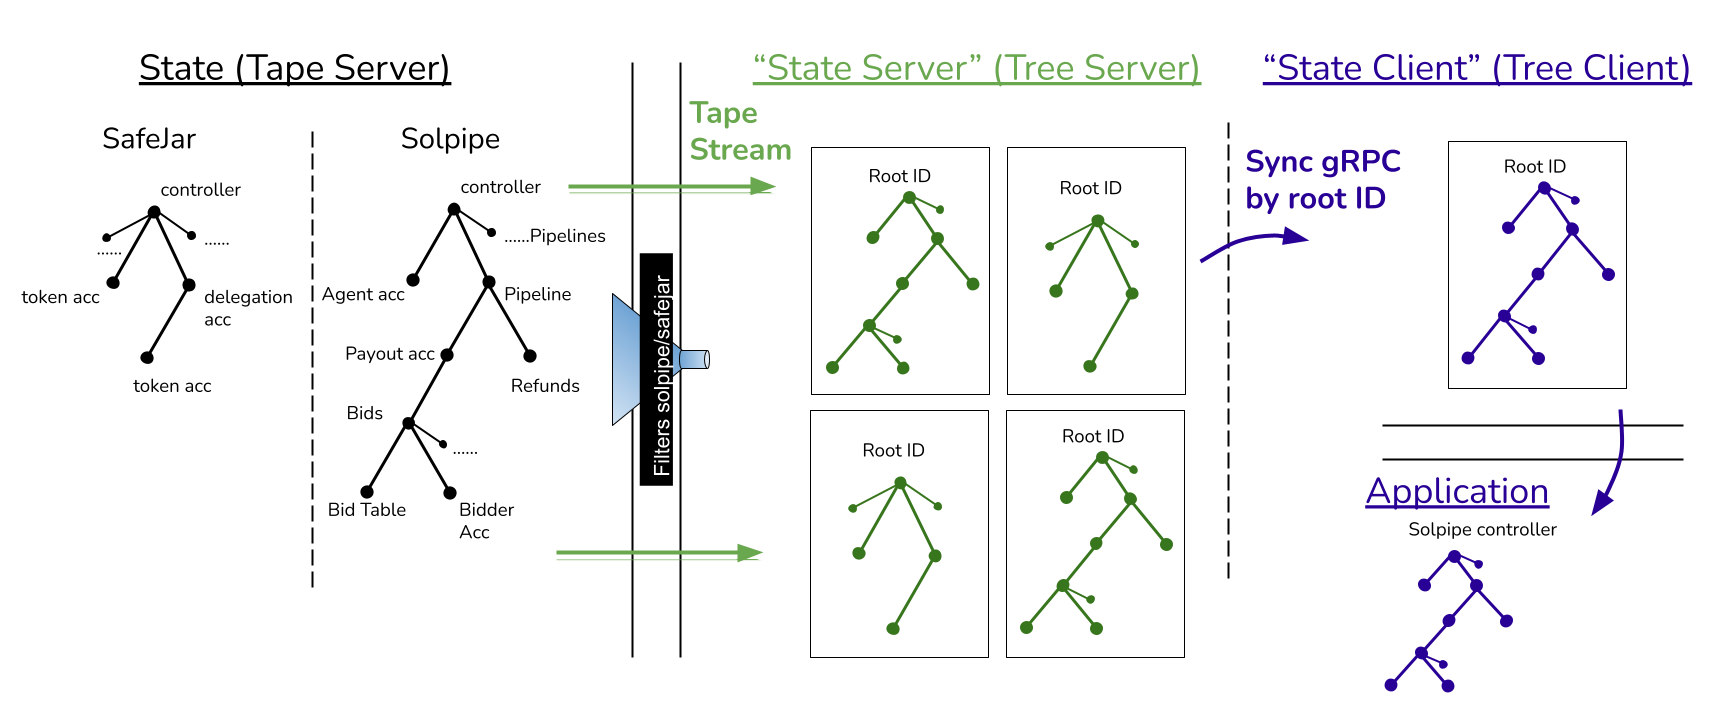 State (Tape Server)
SafeJar
controller
......
......
token acc
delegation
acc
token acc
Solpipe
controller
......Pipelines
Agent acc
Pipeline
Payout acc
Refunds
Bids
......
Bid Table
Bidder
Acc
Filters solpipe/safejar
Tape
Stream
“State Server” (Tree Server)
Root ID
Root ID
Root ID
Root ID
Sync gRPC
by root ID
“State Client” (Tree Client)
Root ID
Application
Solpipe controller